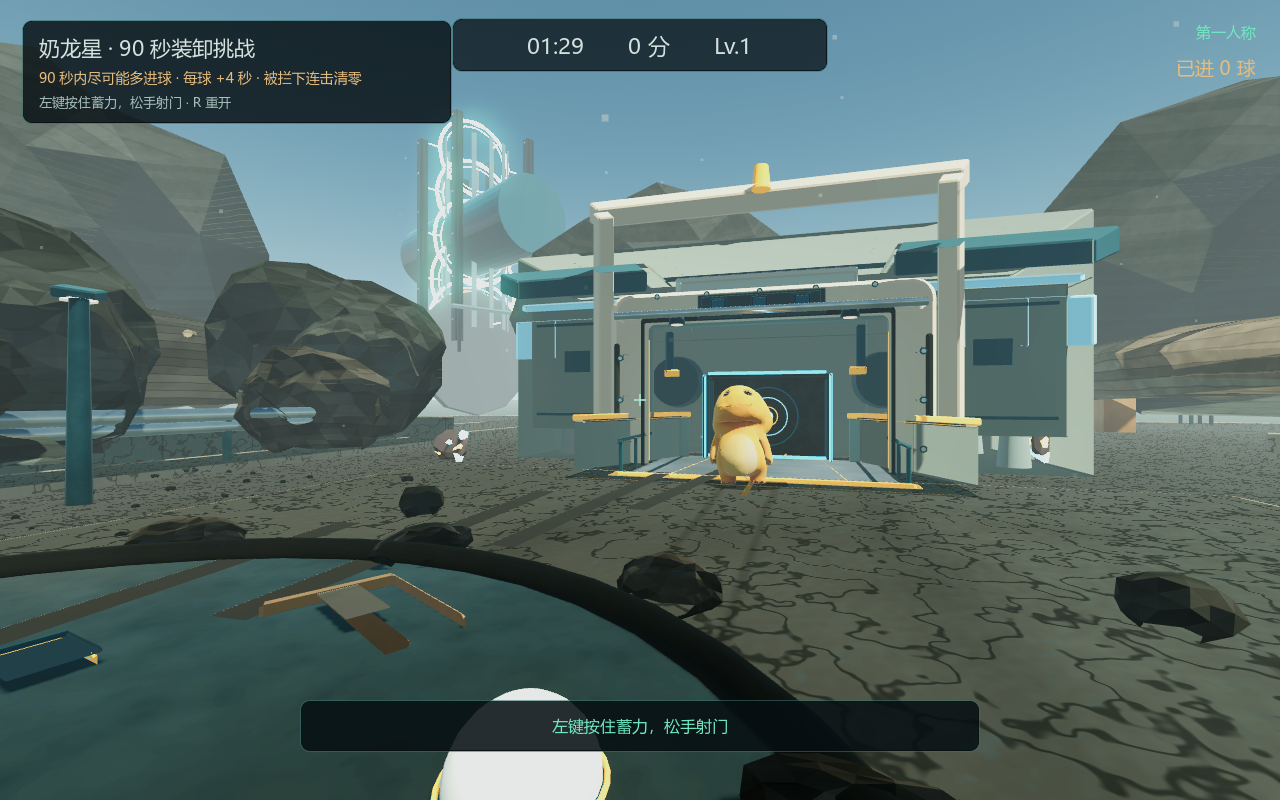 奶龙星 · 90 秒装卸挑战
90 秒内尽可能多进球 · 每球 +4 秒 · 被拦下连击清零
左键按住蓄力，松手射门 · R 重开
01:29 0 分 Lv.1
第一人称
已进 0 球
左键按住蓄力，松手射门